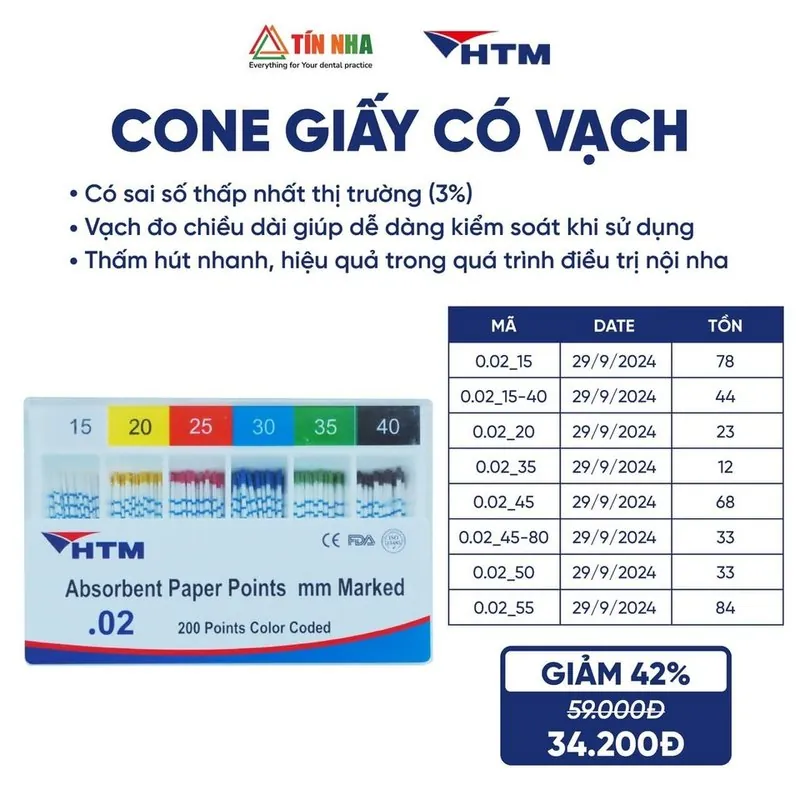 TÍN NHA
Everything for Your dental practice
HTM
CONE GIẤY CÓ VẠCH
• Có sai số thấp nhất thị trường (3%)
• Vạch đo chiều dài giúp dễ dàng kiểm soát khi sử dụng
• Thấm hút nhanh, hiệu quả trong quá trình điều trị nội nha
MÃ DATE TỒN
0.02_15 29/9/2024 78
0.02_15-40 29/9/2024 44
0.02_20 29/9/2024 23
0.02_35 29/9/2024 12
0.02_45 29/9/2024 68
0.02_45-80 29/9/2024 33
0.02_50 29/9/2024 33
0.02_55 29/9/2024 84
15 20 25 30 35 40
HTM
CE FDA ISO
Absorbent Paper Points mm Marked
.02 200 Points Color Coded
GIẢM 42%
59.000Đ
34.200Đ